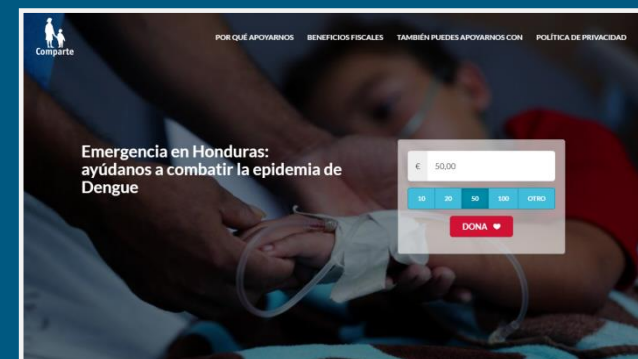 Comparte
POR QUÉ APOYARNOS BENEFICIOS FISCALES TAMBIÉN PUEDES APOYARNOS CON POLÍTICA DE PRIVACIDAD
Emergencia en Honduras:
ayúdanos a combatir la epidemia de
Dengue
€ 50,00
10 20 50 100 OTRO
DONA